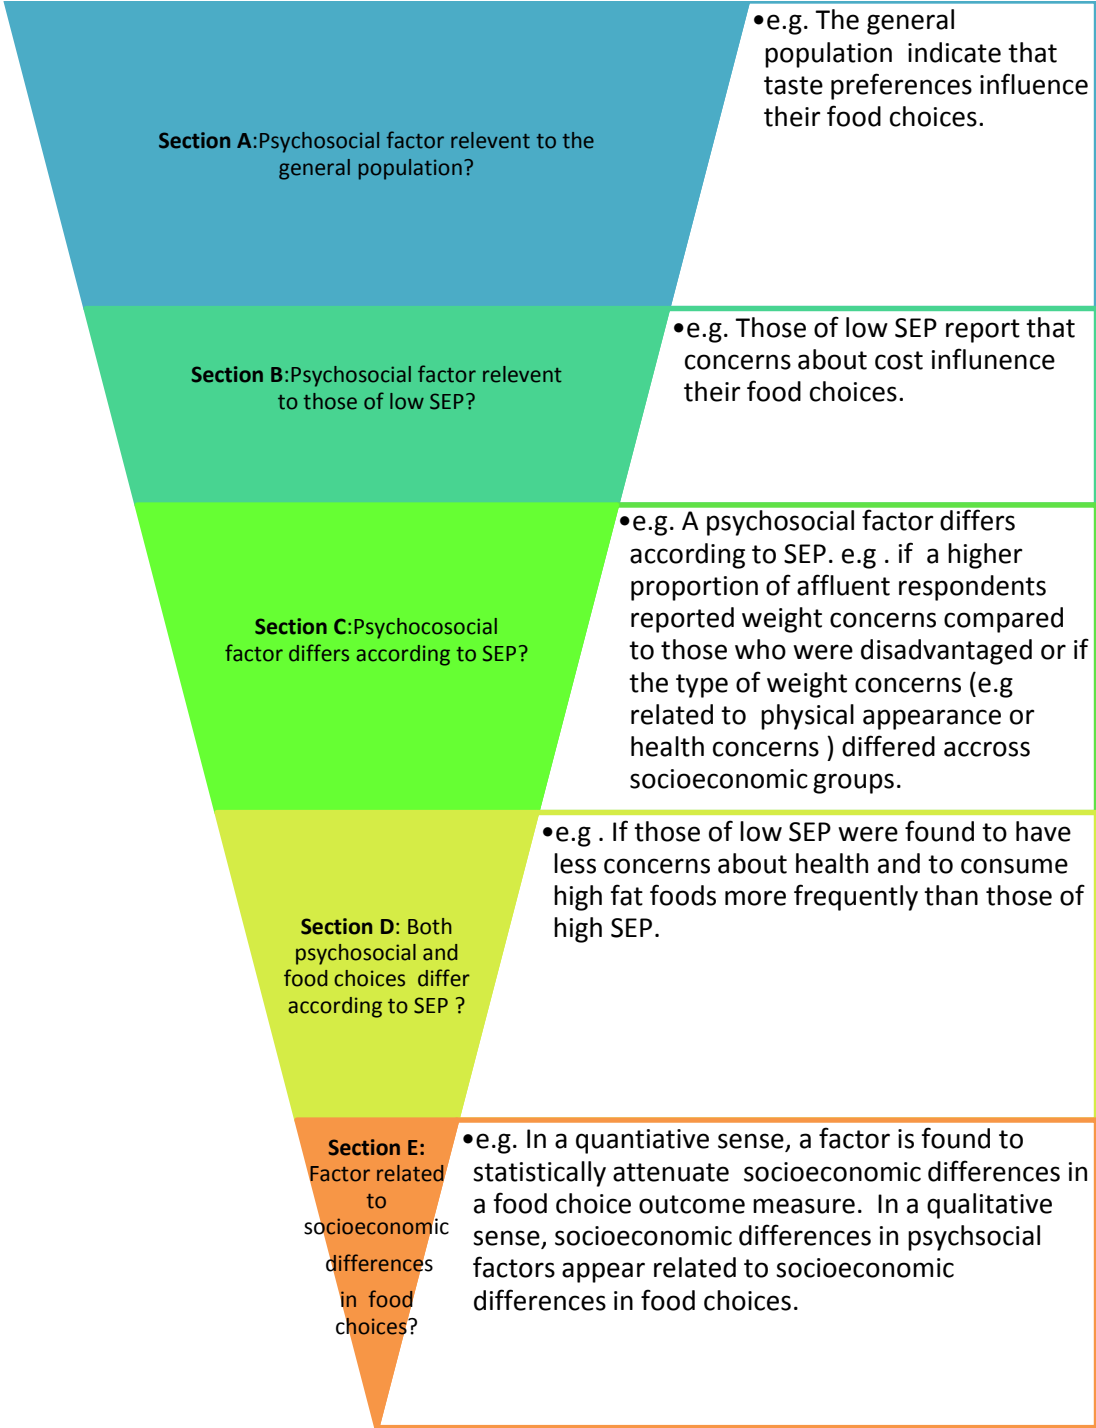 Section A:Psychosocial factor relevent to the
general population?
•e.g. The general
population indicate that
taste preferences influence
their food choices.
Section B:Psychosocial factor relevent
to those of low SEP?
•e.g. Those of low SEP report that
concerns about cost influnence
their food choices.
Section C:Psychocosocial
factor differs according to SEP?
•e.g. A psychosocial factor differs
according to SEP. e.g . if a higher
proportion of affluent respondents
reported weight concerns compared
to those who were disadvantaged or if
the type of weight concerns (e.g
related to physical appearance or
health concerns ) differed accross
socioeconomic groups.
Section D: Both
psychosocial and
food choices differ
according to SEP ?
•e.g . If those of low SEP were found to have
less concerns about health and to consume
high fat foods more frequently than those of
high SEP.
Section E:
Factor related
to
socioeconomic
differences
in food
choices?
•e.g. In a quantiative sense, a factor is found to
statistically attenuate socioeconomic differences in
a food choice outcome measure. In a qualitative
sense, socioeconomic differences in psychsocial
factors appear related to socioeconomic
differences in food choices.